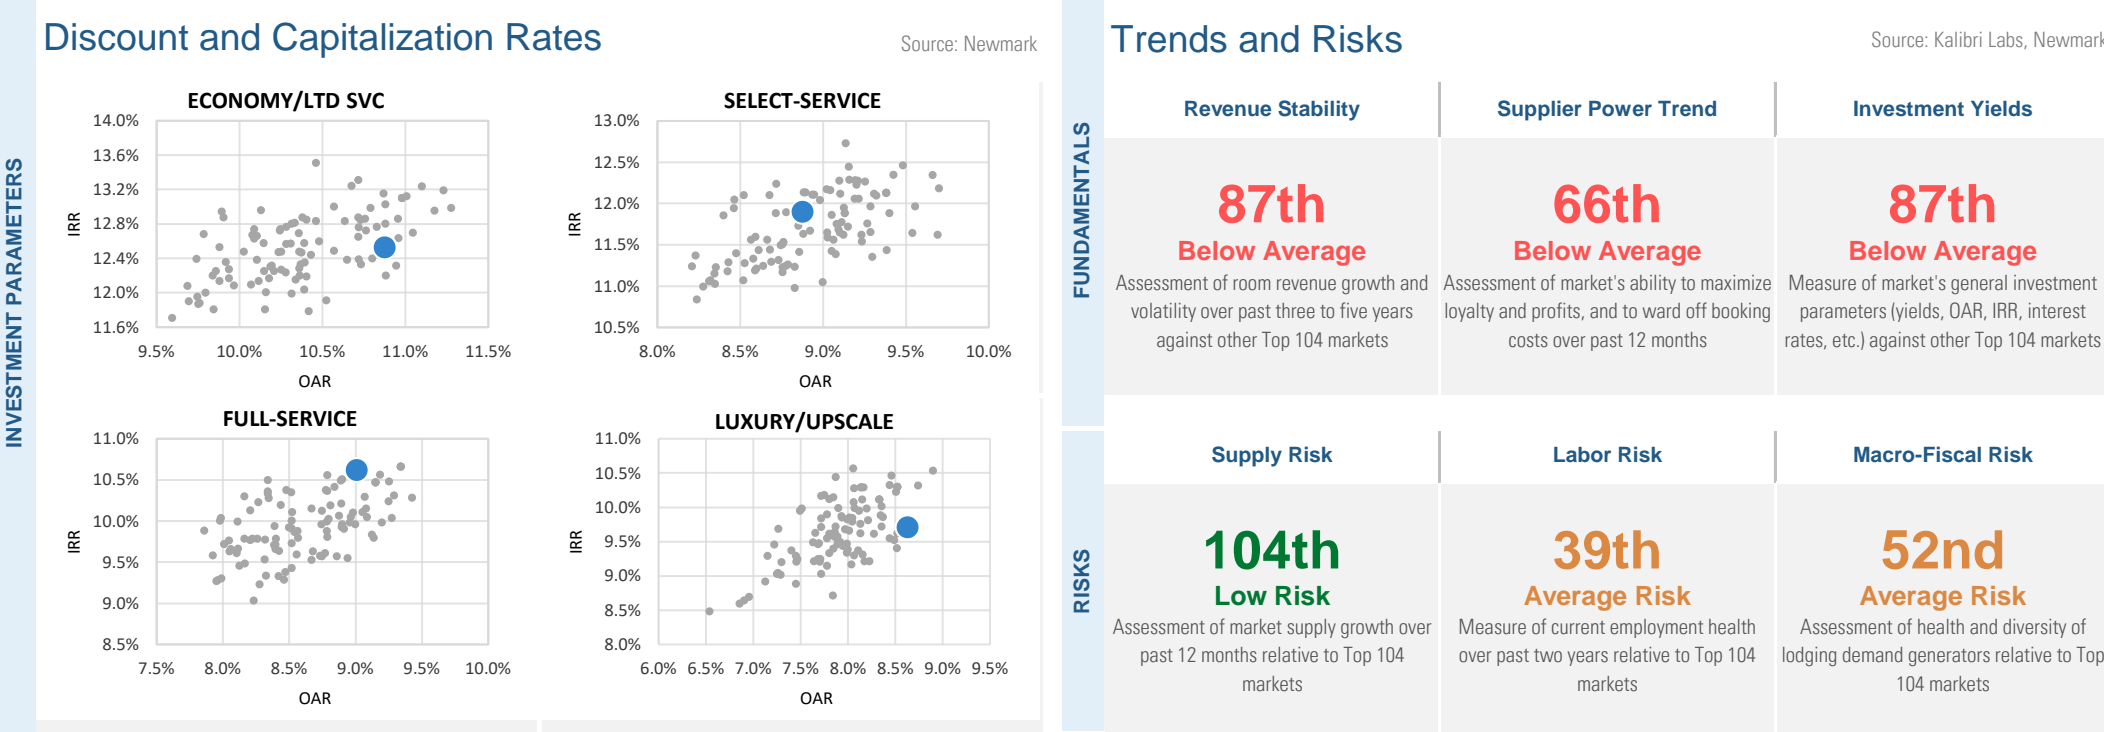 Discount and Capitalization Rates
Source: Newmark
INVESTMENT PARAMETERS
ECONOMY/LTD SVC
14.0%
13.6%
13.2%
12.8%
12.4%
12.0%
11.6%
IRR
9.5% 10.0% 10.5% 11.0% 11.5%
OAR
SELECT-SERVICE
13.0%
12.5%
12.0%
11.5%
11.0%
10.5%
IRR
8.0% 8.5% 9.0% 9.5% 10.0%
OAR
FULL-SERVICE
11.0%
10.5%
10.0%
9.5%
9.0%
8.5%
IRR
7.5% 8.0% 8.5% 9.0% 9.5% 10.0%
OAR
LUXURY/UPSCALE
11.0%
10.5%
10.0%
9.5%
9.0%
8.5%
8.0%
IRR
6.0% 6.5% 7.0% 7.5% 8.0% 8.5% 9.0% 9.5%
OAR
Trends and Risks
Source: Kalibri Labs, Newmark
FUNDAMENTALS
Revenue Stability
87th
Below Average
Assessment of room revenue growth and
volatility over past three to five years
against other Top 104 markets
Supplier Power Trend
66th
Below Average
Assessment of market's ability to maximize
loyalty and profits, and to ward off booking
costs over past 12 months
Investment Yields
87th
Below Average
Measure of market's general investment
parameters (yields, OAR, IRR, interest
rates, etc.) against other Top 104 markets
RISKS
Supply Risk
104th
Low Risk
Assessment of market supply growth over
past 12 months relative to Top 104
markets
Labor Risk
39th
Average Risk
Measure of current employment health
over past two years relative to Top 104
markets
Macro-Fiscal Risk
52nd
Average Risk
Assessment of health and diversity of
lodging demand generators relative to Top
104 markets